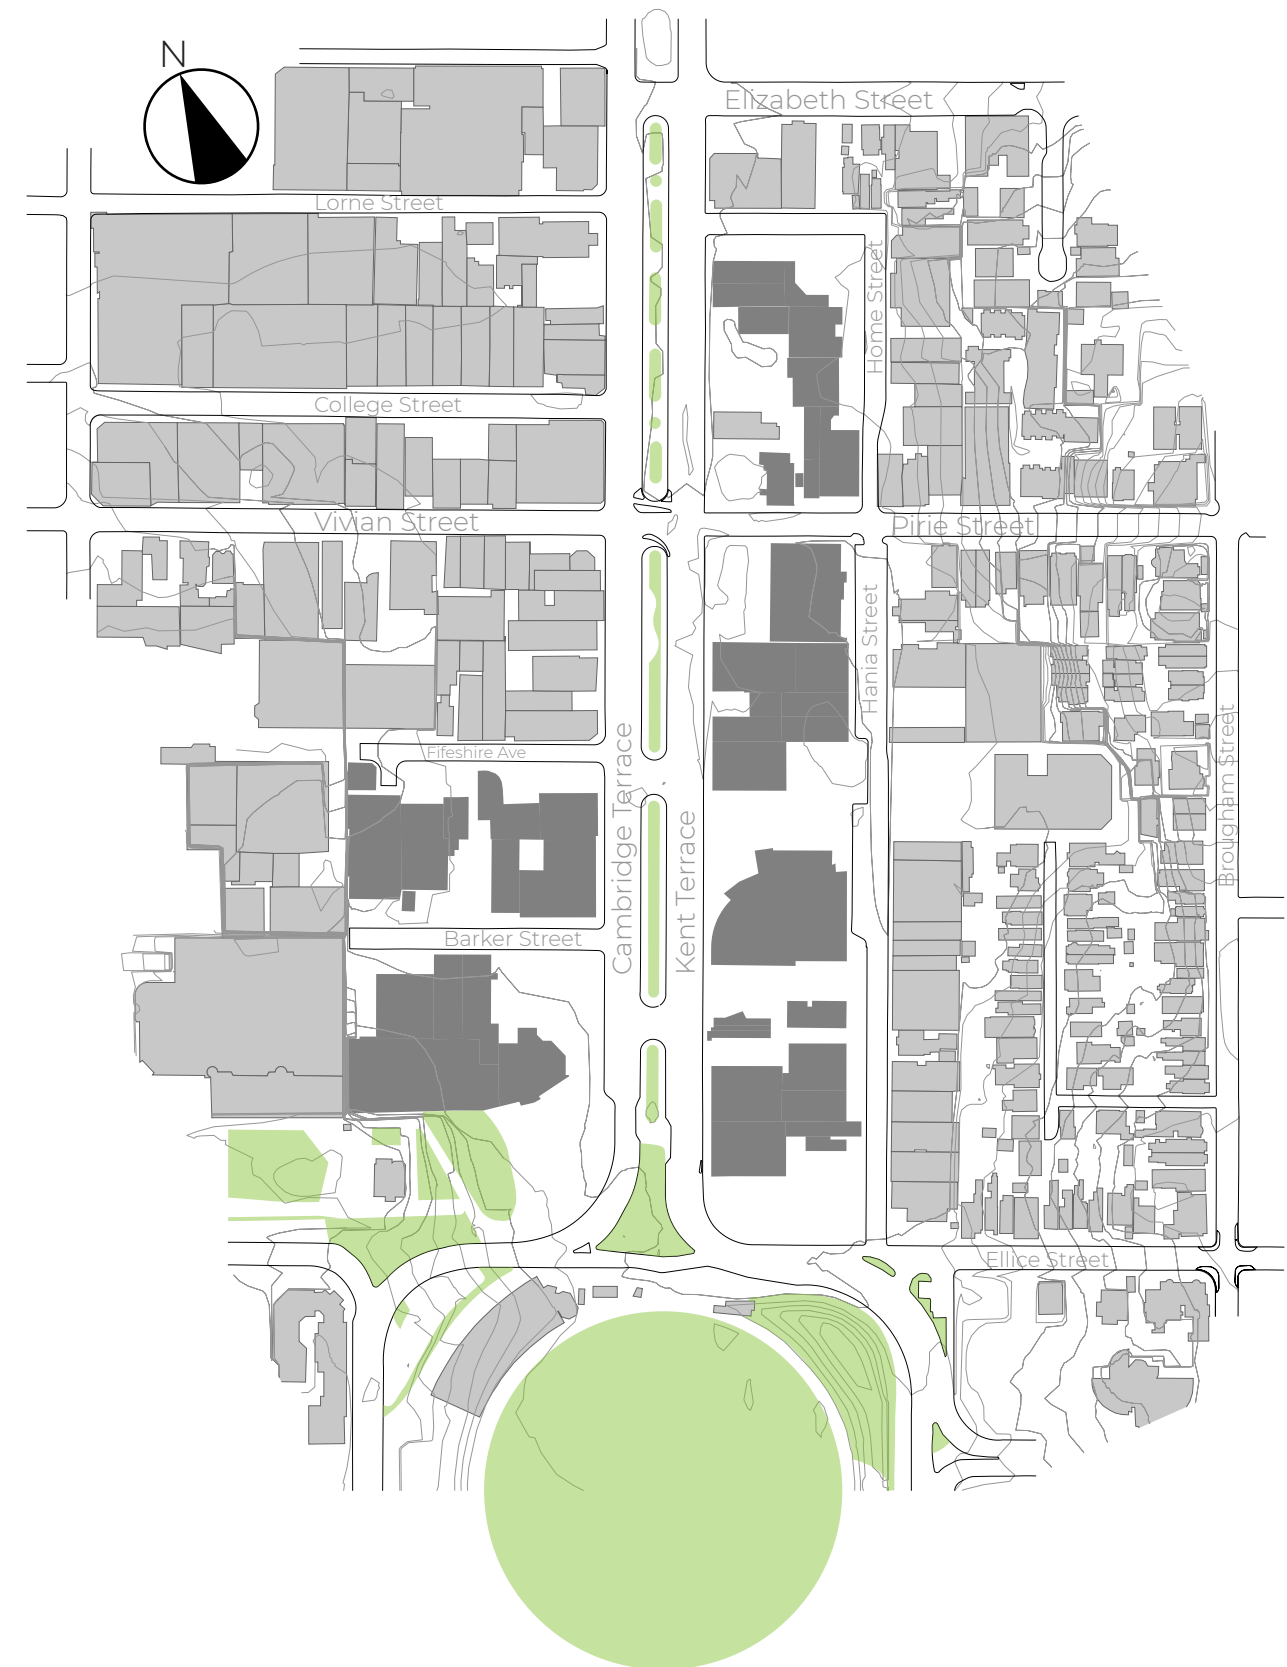 N
Elizabeth Street
Lorne Street
Home Street
College Street
Vivian Street
Pirie Street
Hania Street
Fifeshire Ave
Cambridge Terrace
Kent Terrace
Brougham Street
Barker Street
Ellice Street